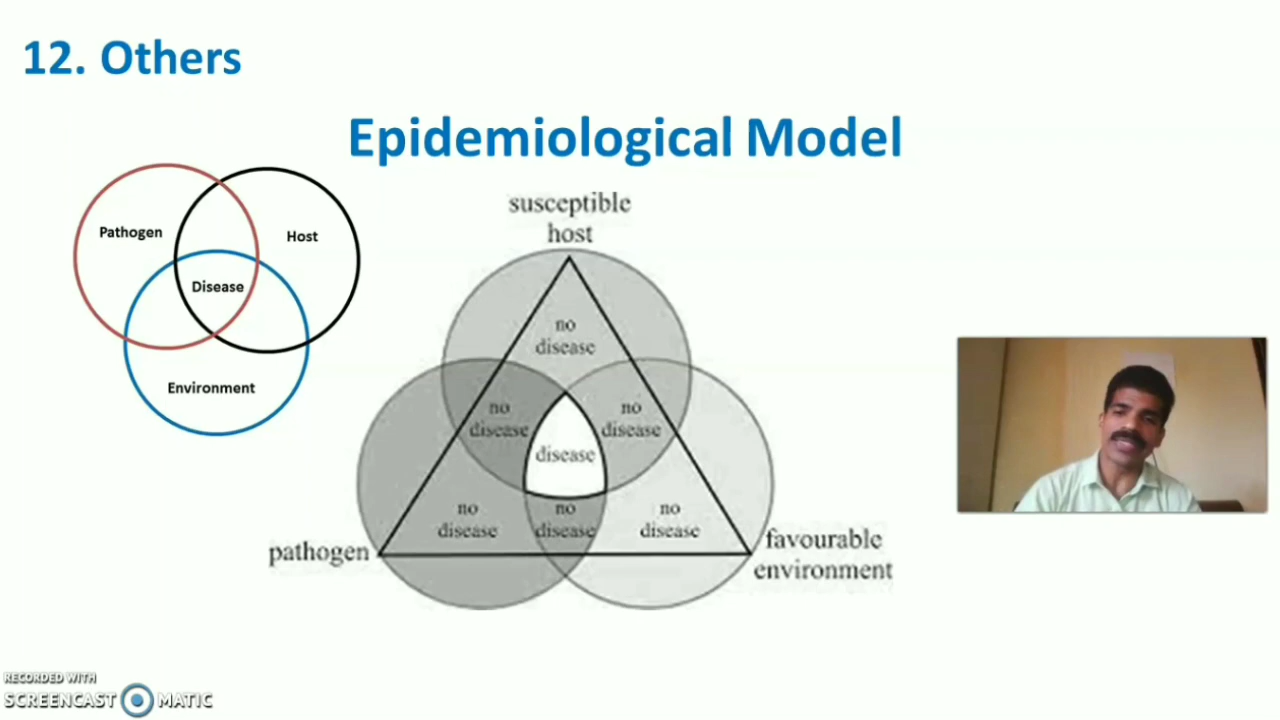 12. Others
Epidemiological Model
Pathogen
Host
Disease
Environment
susceptible
host
no
disease
no
disease
no
disease
disease
no
disease
no
disease
no
disease
pathogen
favourable
environment
RECORDED WITH
SCREENCAST MATIC